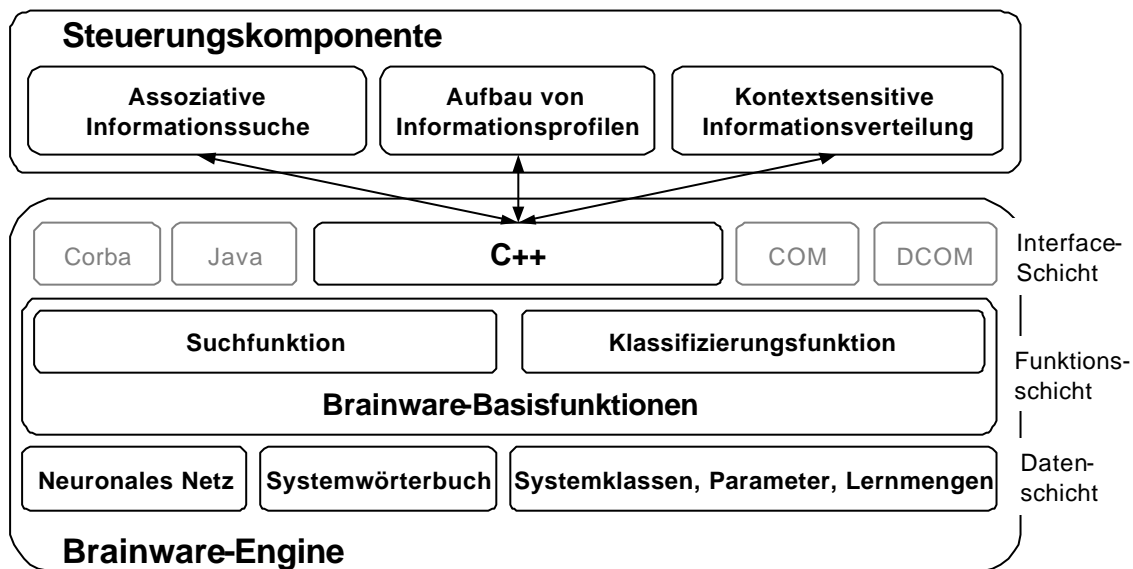 Steuerungskomponente
Assoziative
Informationssuche
Aufbau von
Informationsprofilen
Kontextsensitive
Informationsverteilung
Corba
Java
C++
COM
DCOM
Interface-
Schicht
Suchfunktion
Klassifizierungsfunktion
Brainware-Basisfunktionen
Funktions-
schicht
Neuronales Netz
Systemwörterbuch
Systemklassen, Parameter, Lernmengen
Daten-
schicht
Brainware-Engine